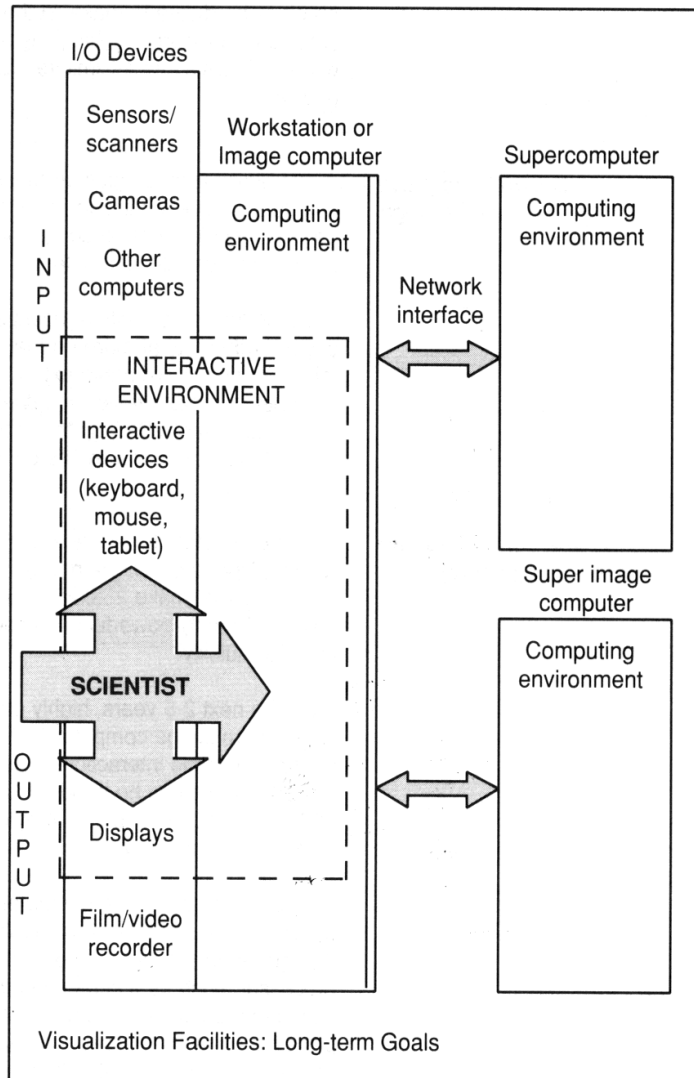 I/O Devices
Sensors/
scanners
Cameras
Other
computers
INPUT
Workstation or
Image computer
Computing
environment
Network
interface
Supercomputer
Computing
environment
INTERACTIVE
ENVIRONMENT
Interactive
devices
(keyboard,
mouse,
tablet)
SCIENTIST
OUTPUT
Displays
Film/video
recorder
Super image
computer
Computing
environment
Visualization Facilities: Long-term Goals